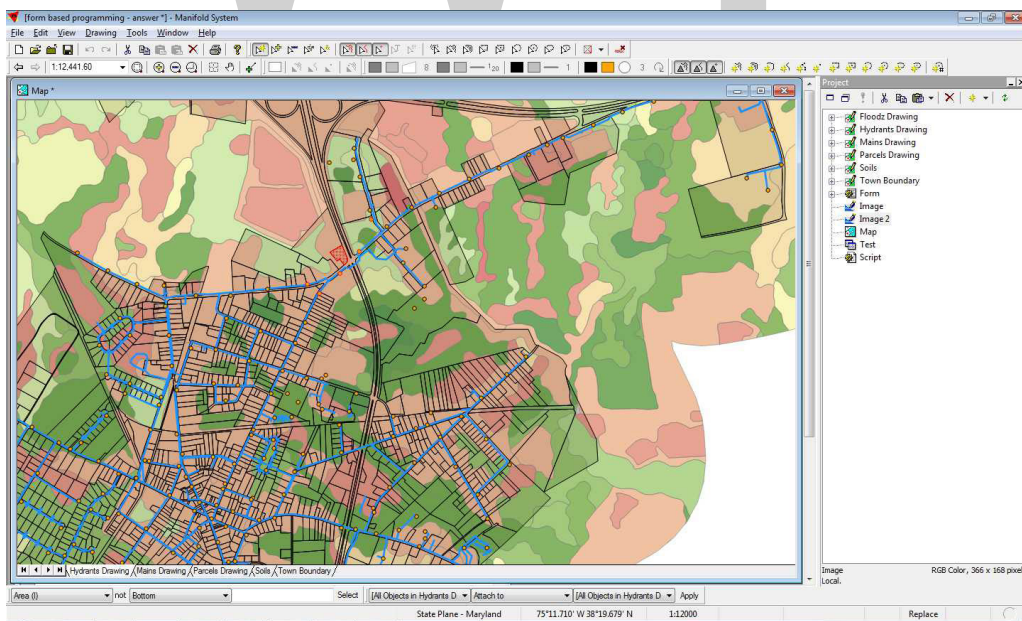 [form based programming - answer *] - Manifold System
File Edit View Drawing Tools Window Help
1:12,441.60
8
1
3
Map *
Project
Floodz Drawing
Hydrants Drawing
Mains Drawing
Parcels Drawing
Soils
Town Boundary
Form
Image
Image 2
Map
Test
Script
Hydrants Drawing Mains Drawing Parcels Drawing Soils Town Boundary
Image RGB Color, 366 x 168 pixel
Local.
Area (I) not Bottom Select [All Objects in Hydrants D Attach to [All Objects in Hydrants D Apply
State Plane - Maryland 75°11.710' W 38°19.679' N 1:12000 Replace